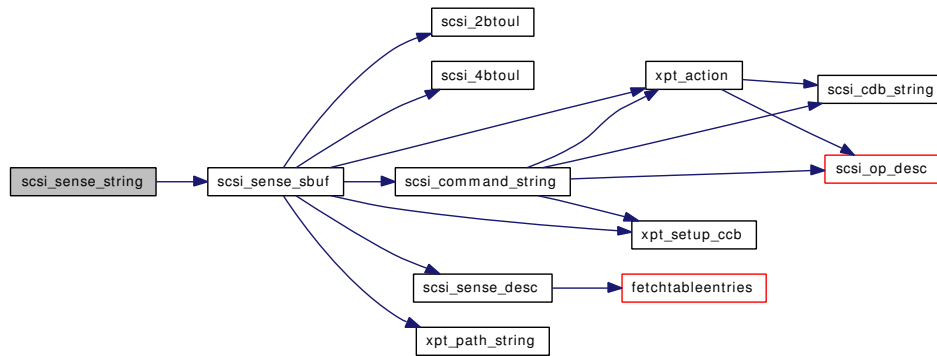 scsi_2btoul
scsi_4btoul
xpt_action
scsi_cdb_string
scsi_sense_string
scsi_sense_sbuf
scsi_command_string
scsi_op_desc
xpt_setup_ccb
scsi_sense_desc
fetchtableentries
xpt_path_string